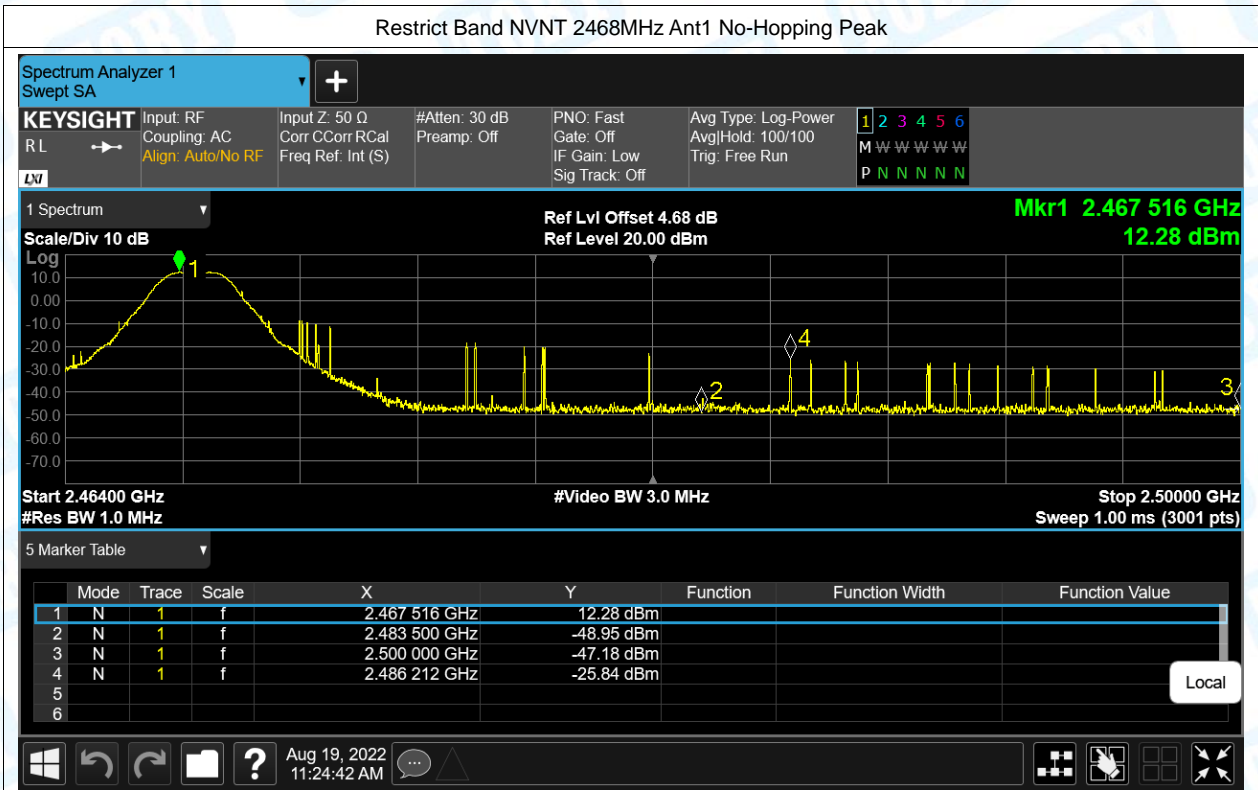 Restrict Band NVNT 2468MHz Ant1 No-Hopping Peak
Spectrum Analyzer 1
Swept SA
KEYSIGHT
R L
LXI
Input: RF
Coupling: AC
Align: Auto/No RF
Input Z: 50 Ω
Corr CCorr RCal
Freq Ref: Int (S)
#Atten: 30 dB
Preamp: Off
PNO: Fast
Gate: Off
IF Gain: Low
Sig Track: Off
Avg Type: Log-Power
Avg|Hold: 100/100
Trig: Free Run
1 2 3 4 5 6
M W W W W W
P N N N N N
1 Spectrum
Scale/Div 10 dB
Ref Lvl Offset 4.68 dB
Ref Level 20.00 dBm
Mkr1 2.467 516 GHz
12.28 dBm
Log
10.0
0.00
-10.0
-20.0
-30.0
-40.0
-50.0
-60.0
-70.0
1
4
2
3
Start 2.46400 GHz
#Video BW 3.0 MHz
Stop 2.50000 GHz
#Res BW 1.0 MHz
Sweep 1.00 ms (3001 pts)
5 Marker Table
Mode Trace Scale X Y Function Function Width Function Value
1 N 1 f 2.467 516 GHz 12.28 dBm
2 N 1 f 2.483 500 GHz -48.95 dBm
3 N 1 f 2.500 000 GHz -47.18 dBm
4 N 1 f 2.486 212 GHz -25.84 dBm
5
6
Local
?
Aug 19, 2022
11:24:42 AM